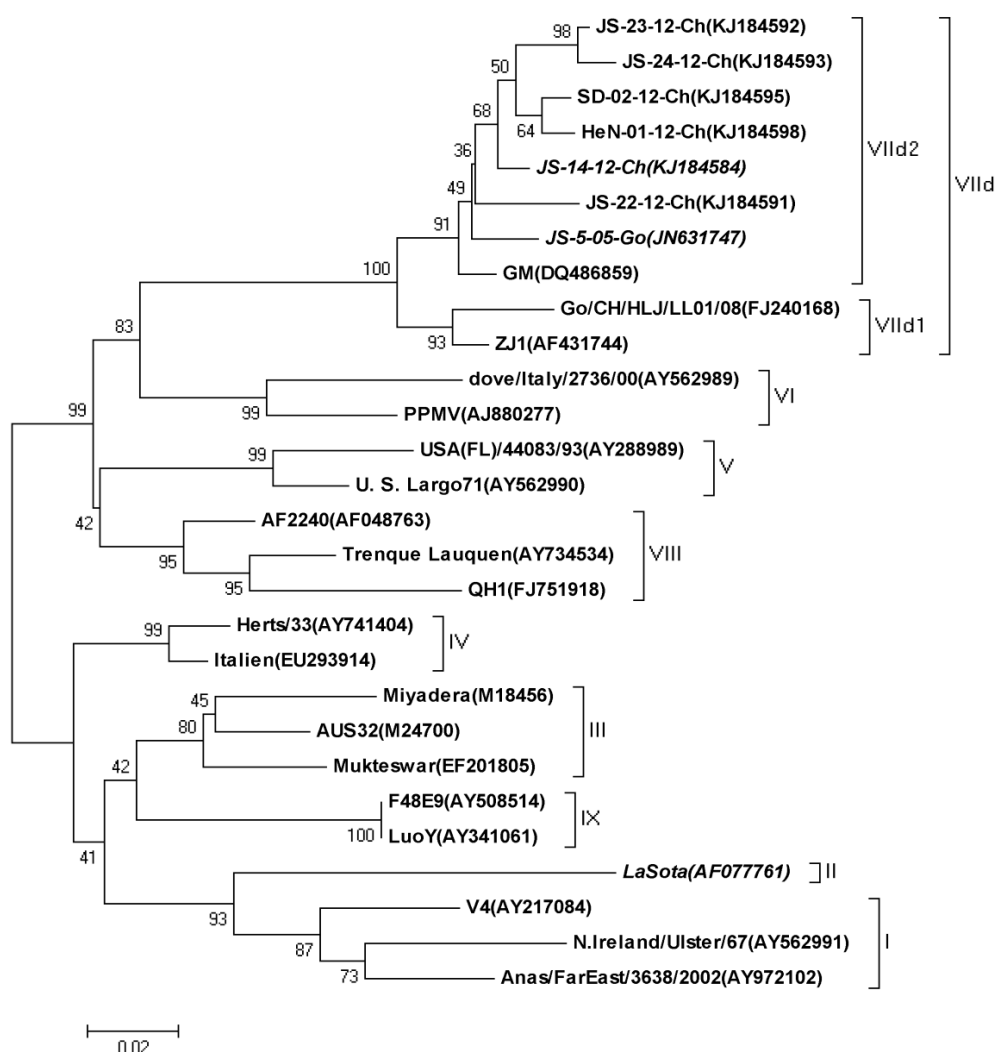 98 JS-23-12-Ch(KJ184592)
JS-24-12-Ch(KJ184593)
50
SD-02-12-Ch(KJ184595)
68
64 HeN-01-12-Ch(KJ184598)
VIId2
36 JS-14-12-Ch(KJ184584)
VIId
49 JS-22-12-Ch(KJ184591)
91 JS-5-05-Go(JN631747)
100 GM(DQ486859)
Go/CH/HLJ/LL01/08(FJ240168)
83 VIId1
93 ZJ1(AF431744)
dove/Italy/2736/00(AY562989)
VI
99 99 PPMV(AJ880277)
99 USA(FL)/44083/93(AY288989)
V
U. S. Largo71(AY562990)
42 AF2240(AF048763)
95 Trenque Lauquen(AY734534)
VIII
95 QH1(FJ751918)
99 Herts/33(AY741404)
IV
Italien(EU293914)
45 Miyadera(M18456)
80 AUS32(M24700)
III
42 Mukteswar(EF201805)
F48E9(AY508514)
IX
100 LuoY(AY341061)
41
LaSota(AF077761) II
93 V4(AY217084)
87 N.Ireland/Ulster/67(AY562991)
I
73 Anas/FarEast/3638/2002(AY972102)
0.02